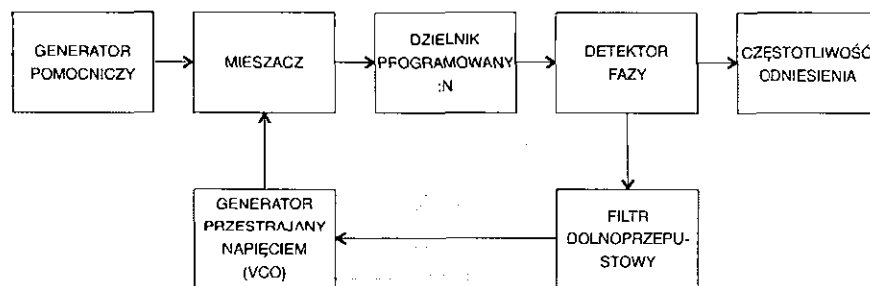 GENERATOR
POMOCNICZY
MIESZACZ
DZIELNIK
PROGRAMOWANY
:N
DETEKTOR
FAZY
CZĘSTOTLIWOŚĆ
ODNIESIENIA
GENERATOR
PRZESTRAJANY
NAPIĘCIEM
(VCO)
FILTR
DOLNOPRZEPU-
STOWY